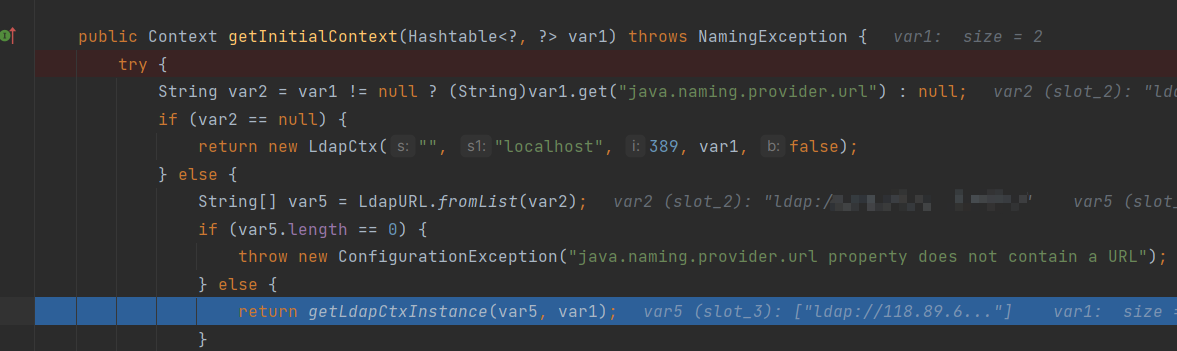 public Context getInitialContext(Hashtable<?, ?> var1) throws NamingException {   var1:  size = 2
try {
String var2 = var1 != null ? (String)var1.get("java.naming.provider.url") : null;   var2 (slot_2): "lda
if (var2 == null) {
return new LdapCtx( s: "",  s1: "localhost",  i: 389, var1,  b: false);
} else {
String[] var5 = LdapURL.fromList(var2);   var2 (slot_2): "ldap:/   var5 (slot_
if (var5.length == 0) {
throw new ConfigurationException("java.naming.provider.url property does not contain a URL");
} else {
return getLdapCtxInstance(var5, var1);   var5 (slot_3): ["ldap://118.89.6..."]   var1:  size =
}